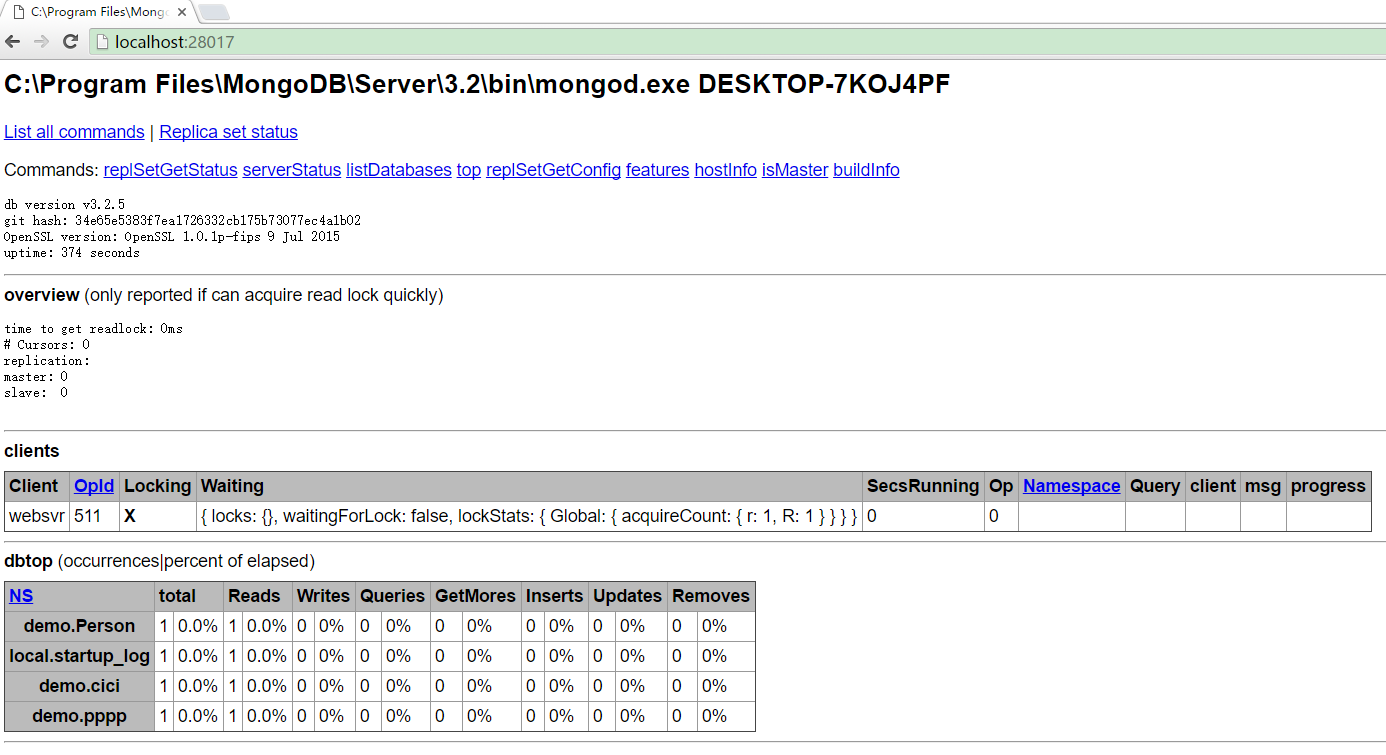 C:\Program Files\Mong
localhost:28017
C:\Program Files\MongoDB\Server\3.2\bin\mongod.exe DESKTOP-7KOJ4PF
List all commands | Replica set status
Commands: replSetGetStatus serverStatus listDatabases top replSetGetConfig features hostInfo isMaster buildInfo
db version v3.2.5
git hash: 34e65e5383f7ea1726332cb175b73077ec4a1b02
OpenSSL version: OpenSSL 1.0.1p-fips 9 Jul 2015
uptime: 374 seconds
overview (only reported if can acquire read lock quickly)
time to get readlock: 0ms
# Cursors: 0
replication:
master: 0
slave:  0
clients
Client OpId Locking Waiting SecsRunning Op Namespace Query client msg progress
websvr 511 X { locks: {}, waitingForLock: false, lockStats: { Global: { acquireCount: { r: 1, R: 1 } } } } 0 0
dbtop (occurrences|percent of elapsed)
NS total Reads Writes Queries GetMores Inserts Updates Removes
demo.Person 1 0.0% 1 0.0% 0 0% 0 0% 0 0% 0 0% 0 0% 0 0%
local.startup_log 1 0.0% 1 0.0% 0 0% 0 0% 0 0% 0 0% 0 0% 0 0%
demo.cici 1 0.0% 1 0.0% 0 0% 0 0% 0 0% 0 0% 0 0% 0 0%
demo.pppp 1 0.0% 1 0.0% 0 0% 0 0% 0 0% 0 0% 0 0% 0 0%